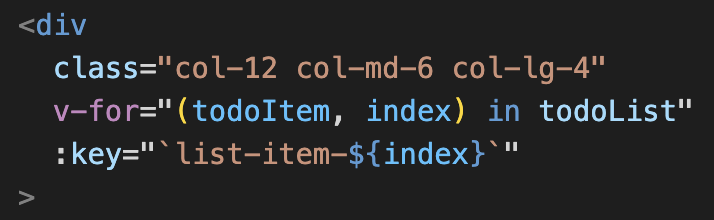 <div
class="col-12 col-md-6 col-lg-4"
v-for="(todoItem, index) in todoList"
:key="`list-item-${index}`"
>